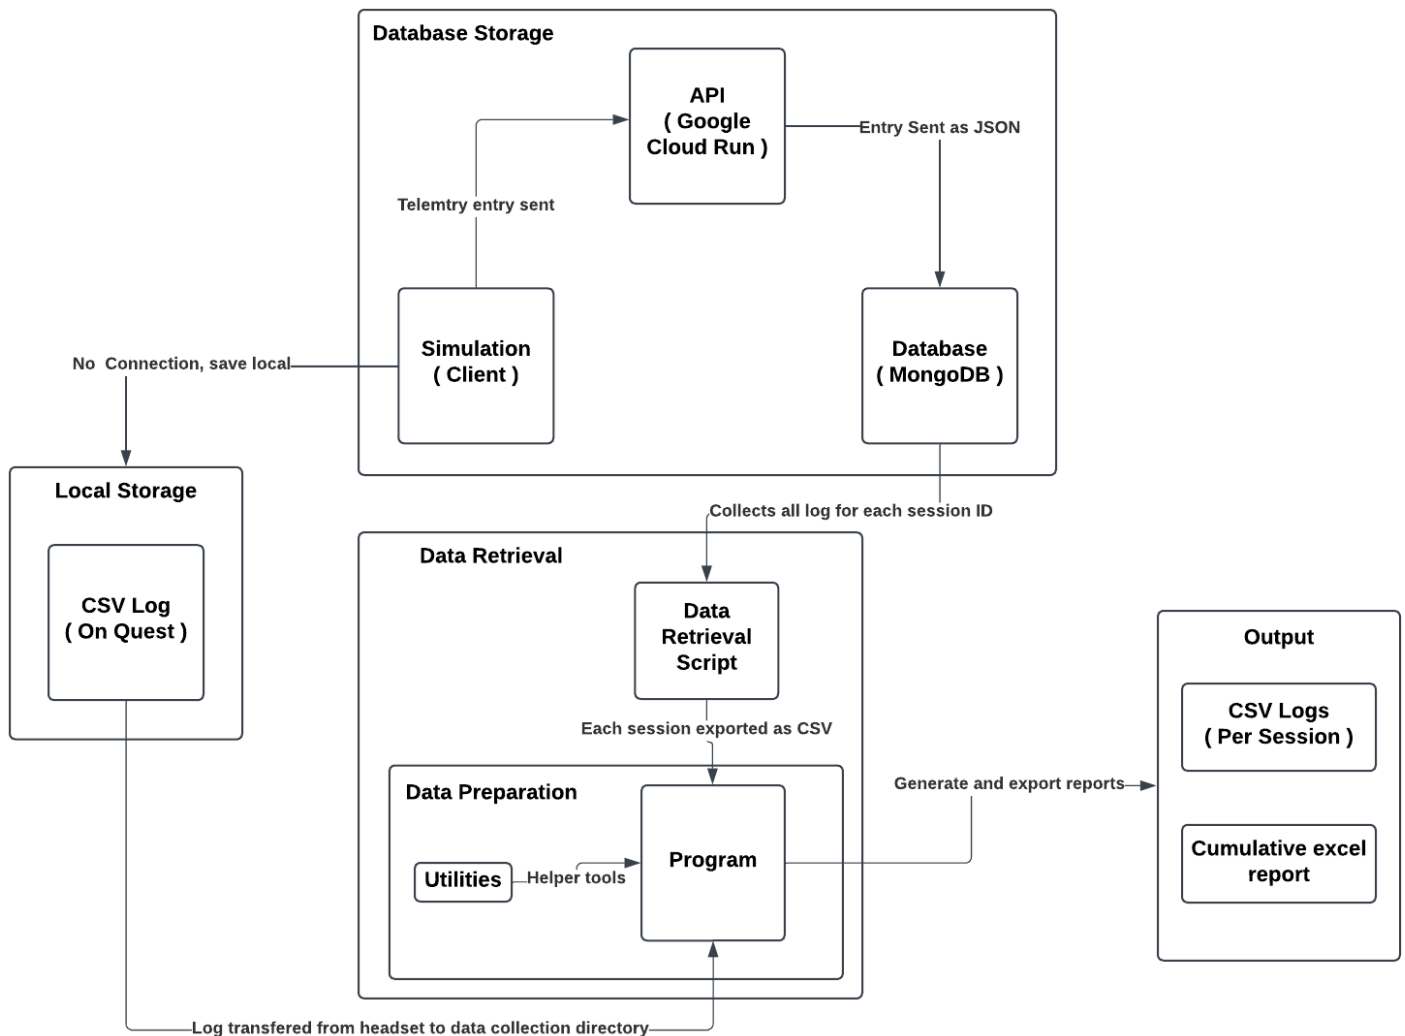 Database Storage
API
( Google
Cloud Run )
Entry Sent as JSON
Telemtry entry sent
Simulation
( Client )
Database
( MongoDB )
No  Connection, save local
Local Storage
CSV Log
( On Quest )
Collects all log for each session ID
Data Retrieval
Data
Retrieval
Script
Each session exported as CSV
Data Preparation
Program
Utilities
Helper tools
Generate and export reports
Output
CSV Logs
( Per Session )
Cumulative excel
report
Log transfered from headset to data collection directory